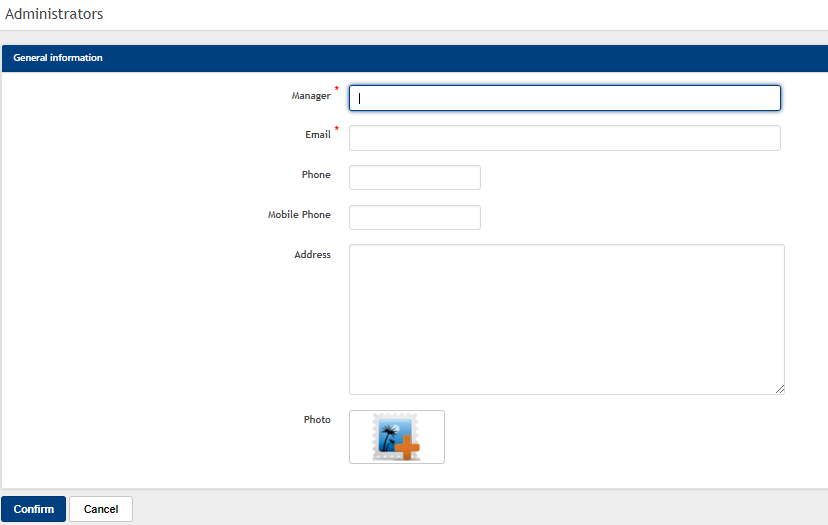 Administrators
General information
Manager *
Email *
Phone
Mobile Phone
Address
Photo
Confirm Cancel